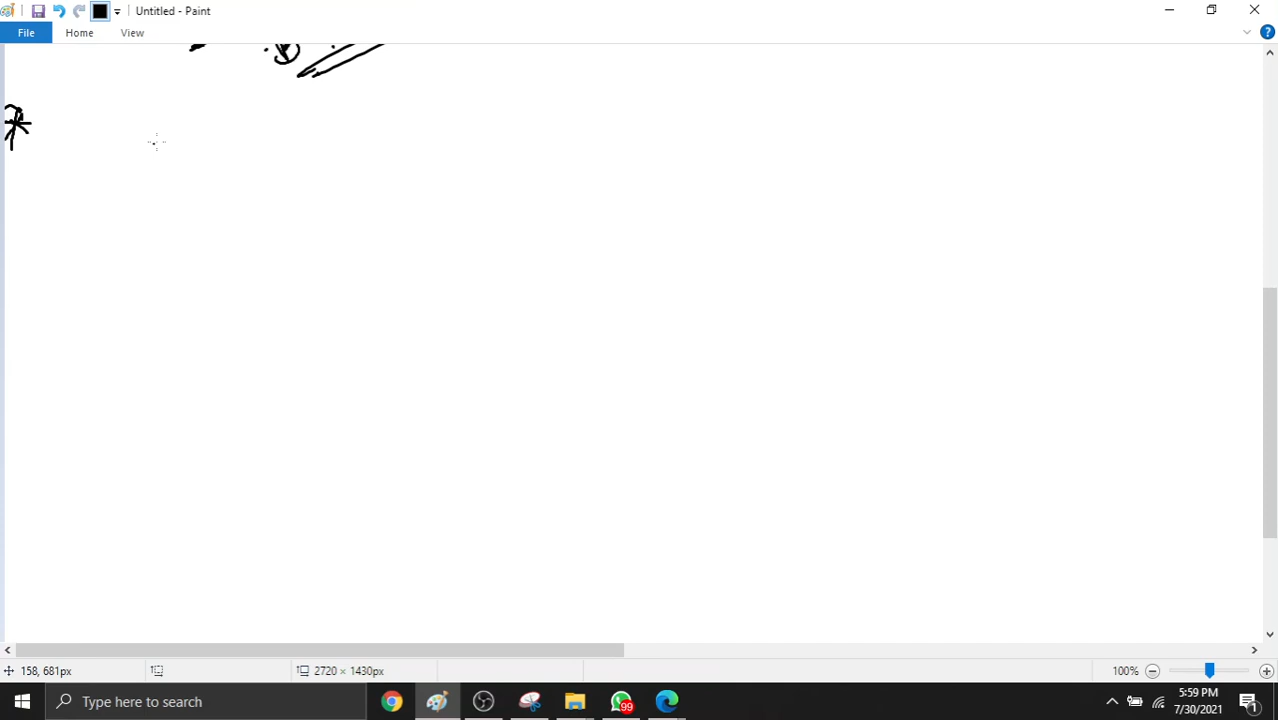 Untitled - Paint
File Home View
158, 681px 2720 × 1430px 100%
Type here to search 99 5:59 PM
7/30/2021 1